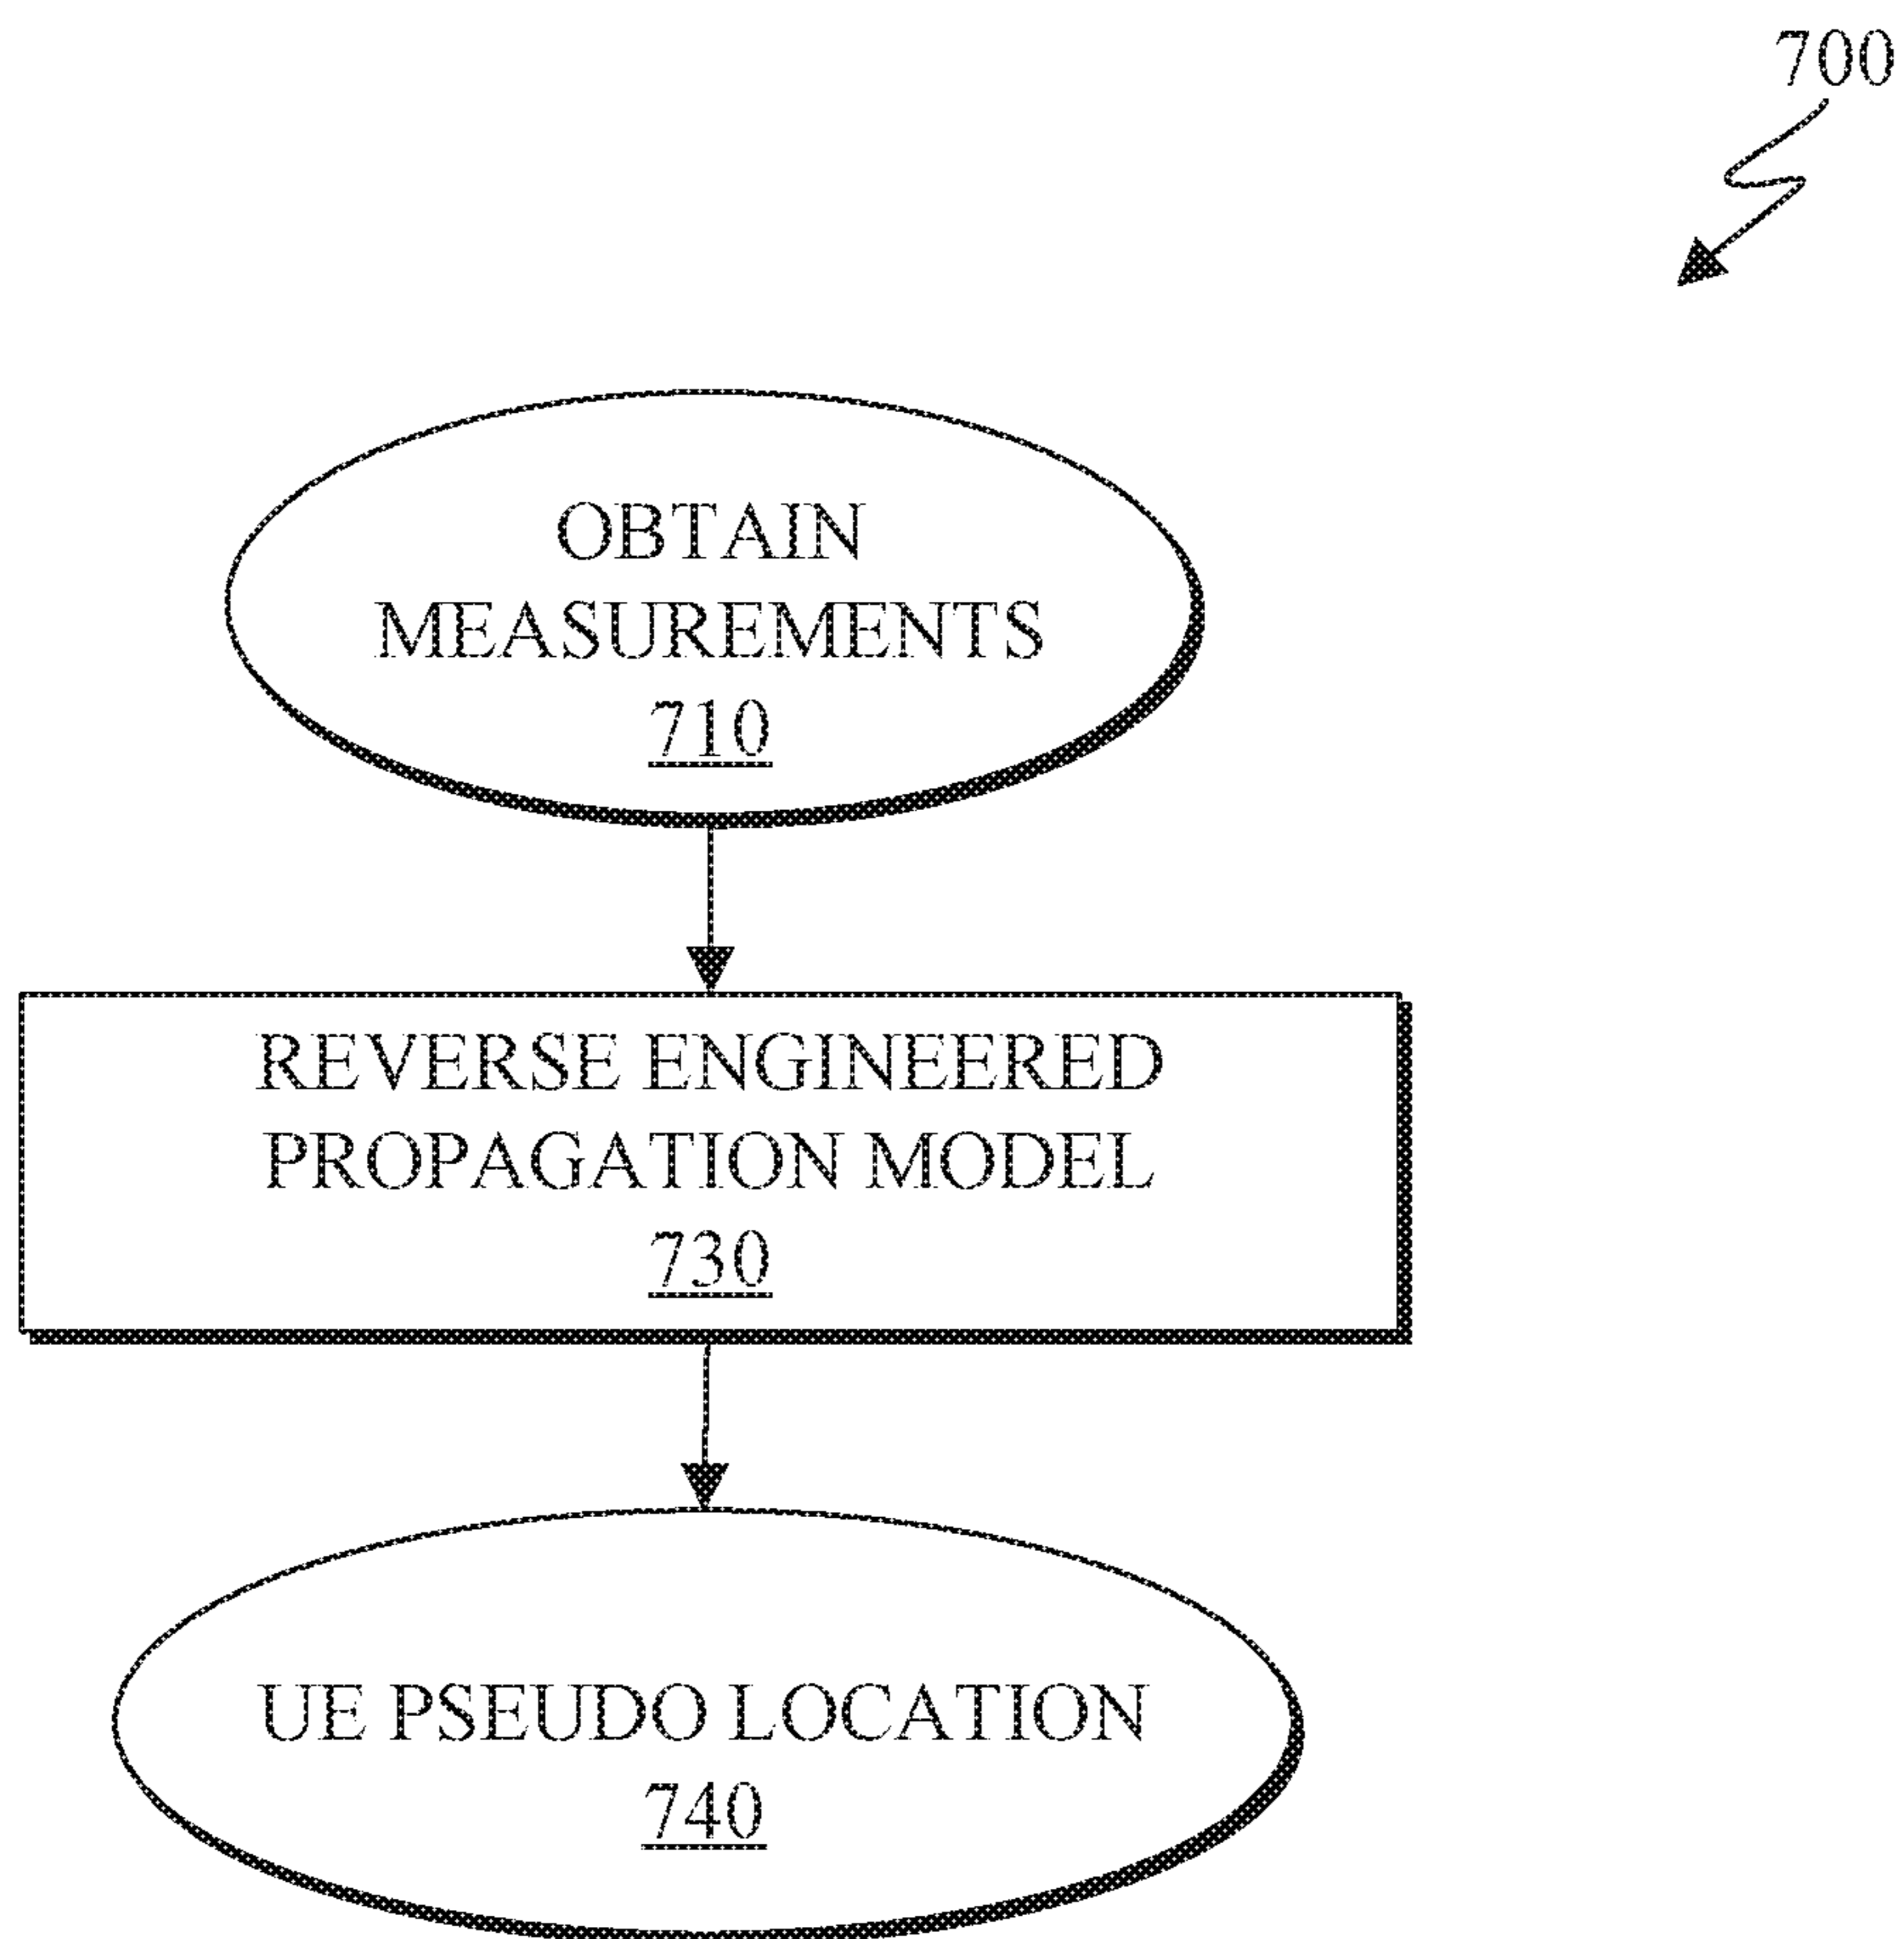 700
OBTAIN
MEASUREMENTS
710
REVERSE ENGINEERED
PROPAGATION MODEL
730
UE PSEUDO LOCATION
740